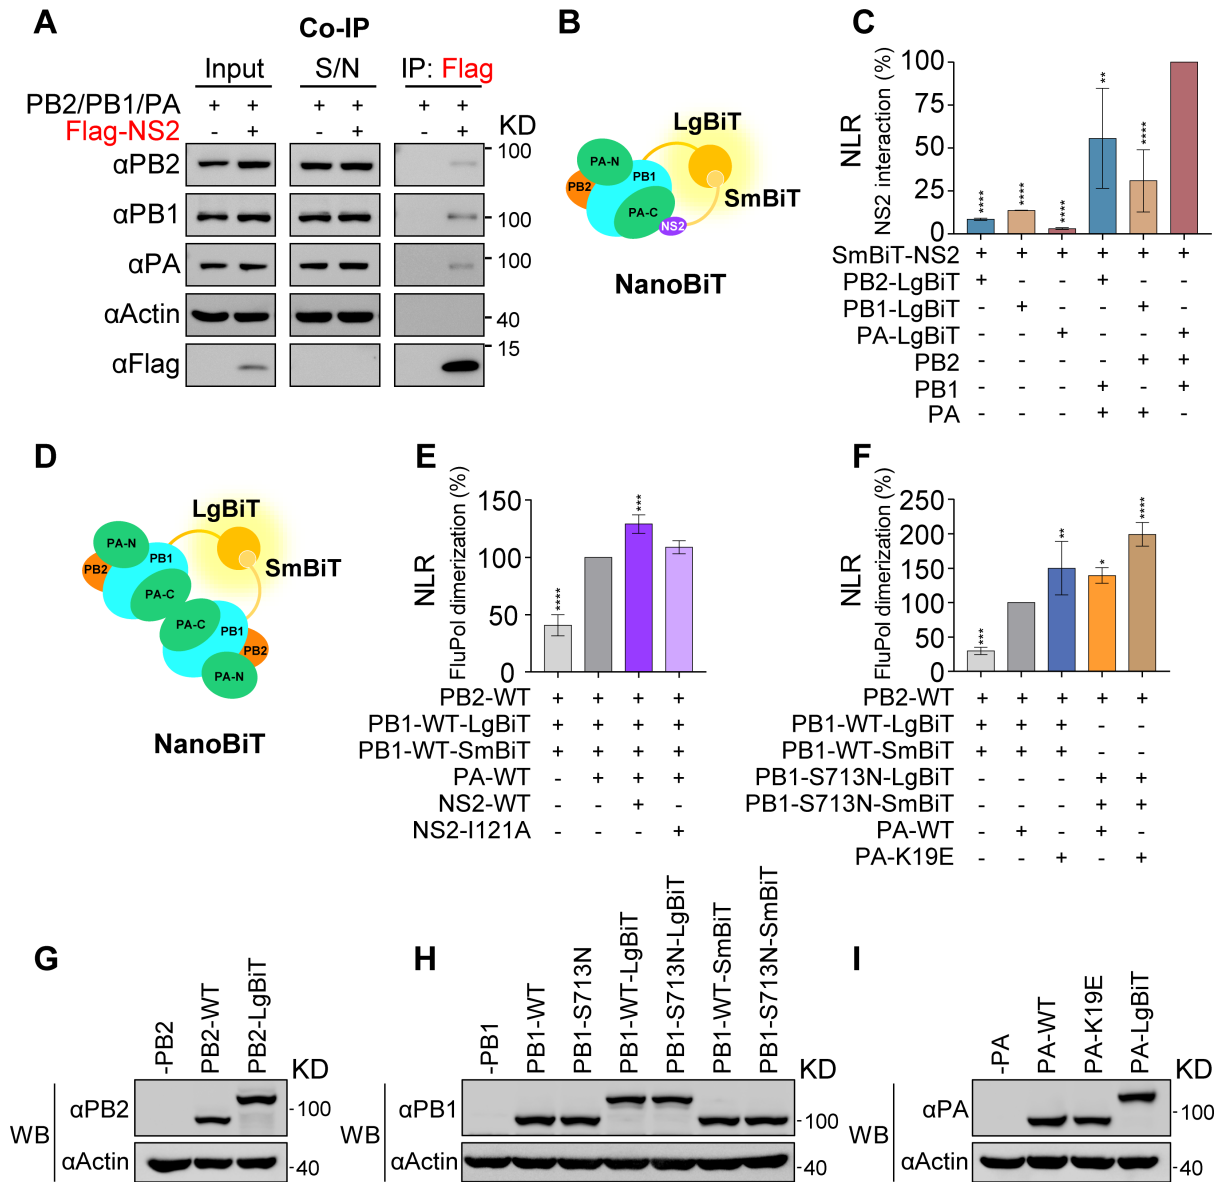 A
Co-IP
Input S/N IP: Flag
PB2/PB1/PA + + + + + +
Flag-NS2 - + - + - + KD
αPB2 100
αPB1 100
αPA 100
αActin 40
αFlag 15
B
LgBiT
PA-N
PB1
PB2
SmBiT
PA-C
NS2
NanoBiT
C
NLR
NS2 interaction (%)
100
75
50
25
0
**** **** **** ** ****
SmBiT-NS2 + + + + + +
PB2-LgBiT + - - + - -
PB1-LgBiT - + - - + -
PA-LgBiT - - + - - +
PB2 - - - - + +
PB1 - - - + - +
PA - - - + + -
D
LgBiT
PA-N
PB1
SmBiT
PB2
PA-C
PA-C
PB1
PB2
PA-N
NanoBiT
E
NLR
FluPol dimerization (%)
150
100
50
0
**** ***
PB2-WT + + + +
PB1-WT-LgBiT + + + +
PB1-WT-SmBiT + + + +
PA-WT - + + +
NS2-WT - - + -
NS2-I121A - - - +
F
NLR
FluPol dimerization (%)
250
200
150
100
50
0
*** ** * ****
PB2-WT + + + + +
PB1-WT-LgBiT + + + - -
PB1-WT-SmBiT + + + - -
PB1-S713N-LgBiT - - - + +
PB1-S713N-SmBiT - - - + +
PA-WT - + - + -
PA-K19E - - + - +
G
-PB2
PB2-WT
PB2-LgBiT
KD
WB
αPB2 -100
αActin -40
H
-PB1
PB1-WT
PB1-S713N
PB1-WT-LgBiT
PB1-S713N-LgBiT
PB1-WT-SmBiT
PB1-S713N-SmBiT
KD
WB
αPB1 -100
αActin -40
I
-PA
PA-WT
PA-K19E
PA-LgBiT
KD
WB
αPA -100
αActin -40